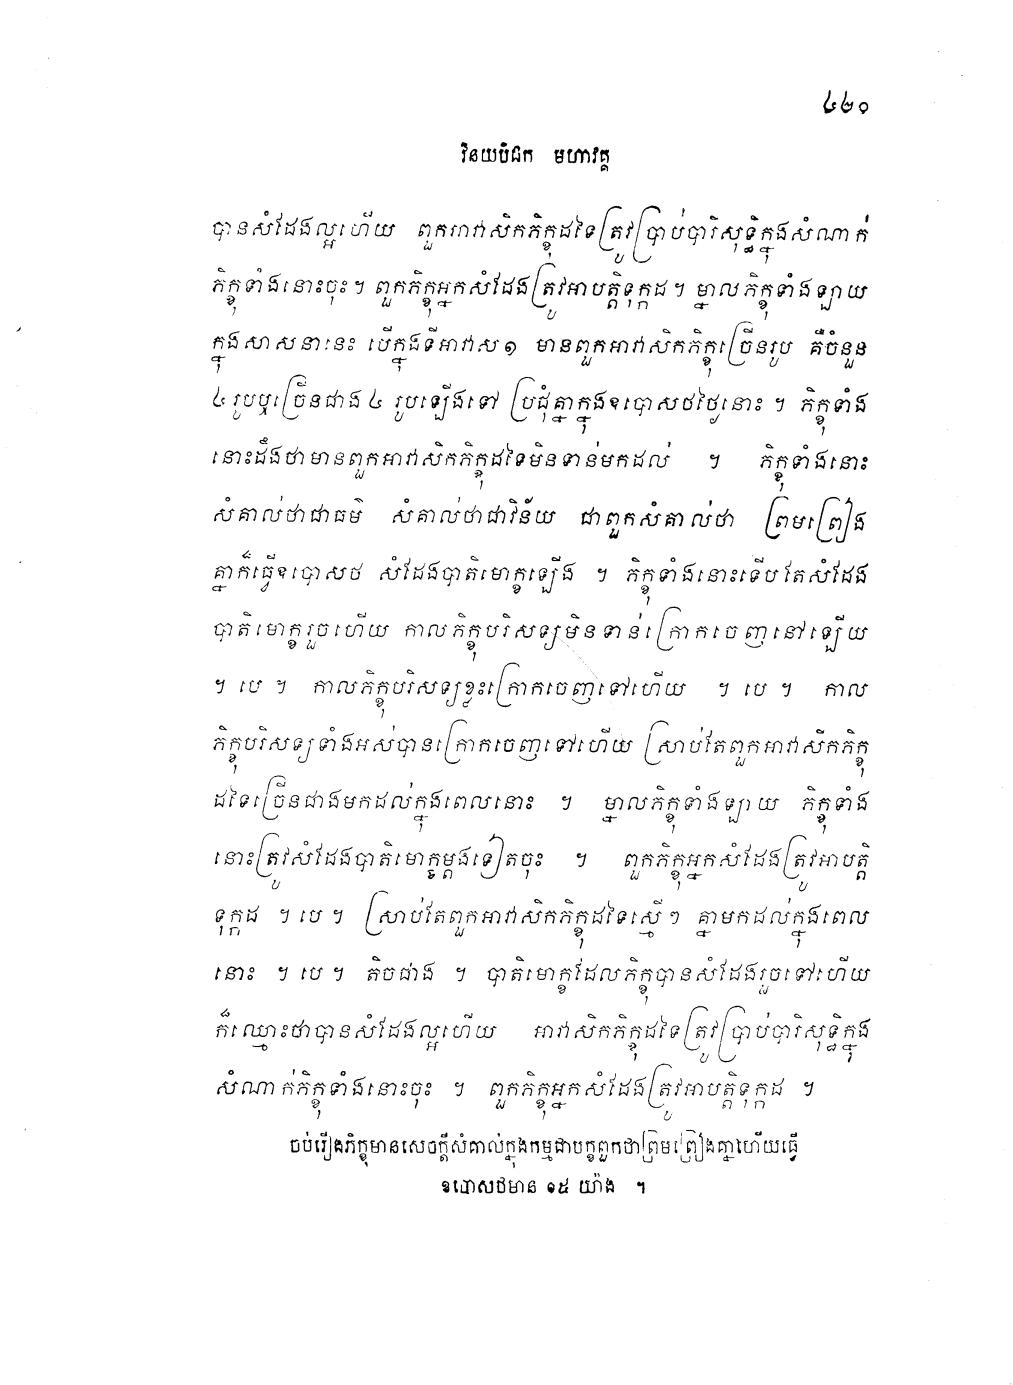 ៤២១
វិនយបិដក មហាវគ្គ
បានសំដែងល្អហើយ ពួកអាវាសិកភិក្ខុដទៃត្រូវប្រាប់បារិសុទ្ធិក្នុងសំណាក់
ភិក្ខុទាំងនោះចុះ។ ពួកភិក្ខុអ្នកសំដែងត្រូវអាបត្តិទុក្កដ។ ម្នាលភិក្ខុទាំងឡាយ
ក្នុងសាសនានេះ បើក្នុងទីអាវាស១ មានពួកអាវាសិកភិក្ខុច្រើនរូប គឺចំនួន
៤រូបឬច្រើនជាង៤ រូបឡើងទៅ ប្រជុំគ្នាក្នុងឧបោសថថ្ងៃនោះ ។ ភិក្ខុទាំង
នោះដឹងថាមានពួកអាវាសិកភិក្ខុដទៃមិនទាន់មកដល់ ។ ភិក្ខុទាំងនោះ
សំគាល់ថាជាធម៌ សំគាល់ថាជាវិន័យ ជាពួកសំគាល់ថា ព្រមព្រៀង
គ្នាក៏ធ្វើឧបោសថ សំដែងបាតិមោក្ខឡើង ។ ភិក្ខុទាំងនោះទើបតែសំដែង
បាតិមោក្ខរួចហើយ កាលភិក្ខុបរិសទ្យមិនទាន់ក្រោកចេញនៅឡើយ
។ បេ ។ កាលភិក្ខុបរិសទ្យខ្លះក្រោកចេញទៅហើយ ។ បេ ។ កាល
ភិក្ខុបរិសទ្យទាំងអស់បានក្រោកចេញទៅហើយ ស្រាប់តែពួកអាវាសិកភិក្ខុ
ដទៃច្រើនជាងមកដល់ក្នុងពេលនោះ ។ ម្នាលភិក្ខុទាំងឡាយ ភិក្ខុទាំង
នោះត្រូវសំដែងបាតិមោក្ខម្តងទៀតចុះ ។ ពួកភិក្ខុអ្នកសំដែងត្រូវអាបត្តិ
ទុក្កដ ។ បេ ។ ស្រាប់តែពួកអាវាសិកភិក្ខុដទៃស្មើៗ គ្នាមកដល់ក្នុងពេល
នោះ ។ បេ ។ តិចជាង ។ បាតិមោក្ខដែលភិក្ខុបានសំដែងរួចទៅហើយ
ក៏ឈ្មោះថាបានសំដែងល្អហើយ អាវាសិកភិក្ខុដទៃត្រូវប្រាប់បារិសុទ្ធិក្នុង
សំណាក់ភិក្ខុទាំងនោះចុះ ។ ពួកភិក្ខុអ្នកសំដែងត្រូវអាបត្តិទុក្កដ ។
ចប់រឿងភិក្ខុមានសេចក្តីសំគាល់ក្នុងកម្មជាបក្ខពួកថាព្រមព្រៀងគ្នាហើយធ្វើ
ឧបោសថមាន ១៥ យ៉ាង ។